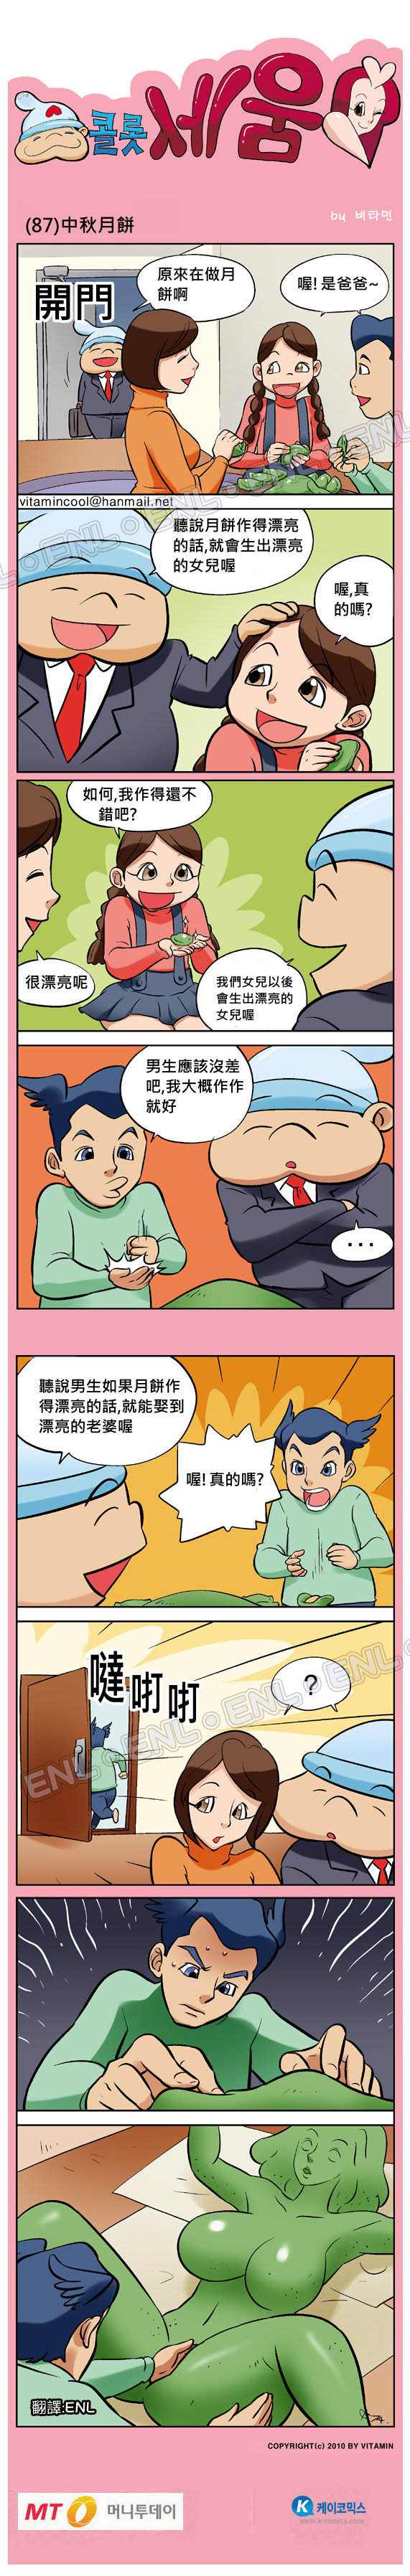 콜롯
세움
by 비타민
(87)中秋月餅
開門
原來在做月
餅啊
喔!是爸爸~
vitamincool@hanmail.net
聽說月餅作得漂亮
的話,就會生出漂亮
的女兒喔
喔,真
的嗎?
如何,我作得還不
錯吧?
很漂亮呢
我們女兒以後
會生出漂亮的
女兒喔
男生應該沒差
吧,我大概作作
就好
...
聽說男生如果月餅作
得漂亮的話,就能娶到
漂亮的老婆喔
喔!真的嗎?
噠咑咑
?
ENL ENL ENL ENL
翻譯:ENL
COPYRIGHT(c) 2010 BY VITAMIN
MT 머니투데이
K 케이코믹스
www.k-comics.com